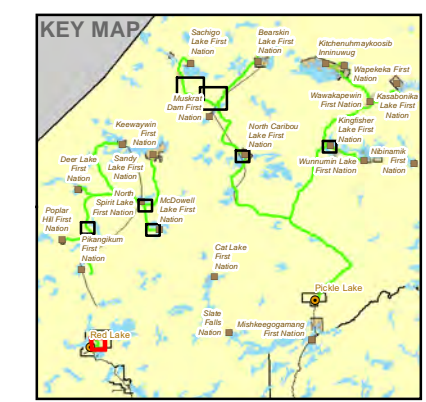 KEY MAP
Sachigo
Lake First
Nation
Bearskin
Lake First
Nation
Kitchenuhmaykoosib
Inninuwug
Wapekeka First
Nation
Muskrat
Dam First
Nation
Wawakapewin
First Nation
Kasabonika
Lake First
Nation
Keewaywin
First
Nation
North Caribou
Lake First
Nation
Kingfisher
Lake First
Nation
Deer Lake
First
Nation
Sandy
Lake First
Nation
Wunnumin Lake
First Nation
Nibinamik
First
Nation
North
Spirit Lake
First Nation
McDowell
Lake First
Nation
Poplar
Hill First
Nation
Pikangikum
First
Nation
Cat Lake
First
Nation
Pickle Lake
Slate
Falls
Nation
Mishkeegogamang
First Nation
Red Lake